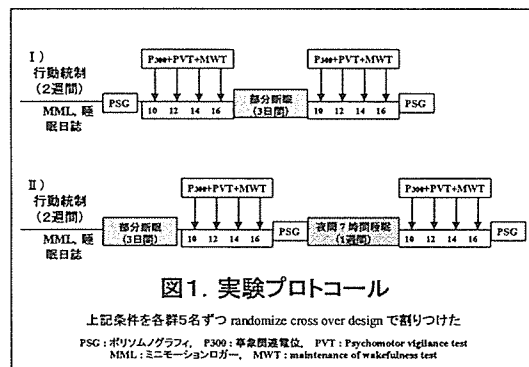 Ⅰ)
行動統制
(2週間)
MML, 睡
眠日誌
PSG
P300+PVT+MWT
10 12 14 16
部分断眠
(3日間)
P300+PVT+MWT
10 12 14 16
PSG
Ⅱ)
行動統制
(2週間)
MML, 睡
眠日誌
部分断眠
(3日間)
P300+PVT+MWT
10 12 14 16
PSG
夜間7時間睡眠
(1週間)
P300+PVT+MWT
10 12 14 16
PSG
図1. 実験プロトコール
上記条件を各群5名ずつ randomize cross over design で割りつけた
PSG : ポリソムノグラフィ, P300 : 事象関連電位, PVT : Psychomotor vigilance test
MML : ミニモーションロガー, MWT : maintenance of wakefulness test